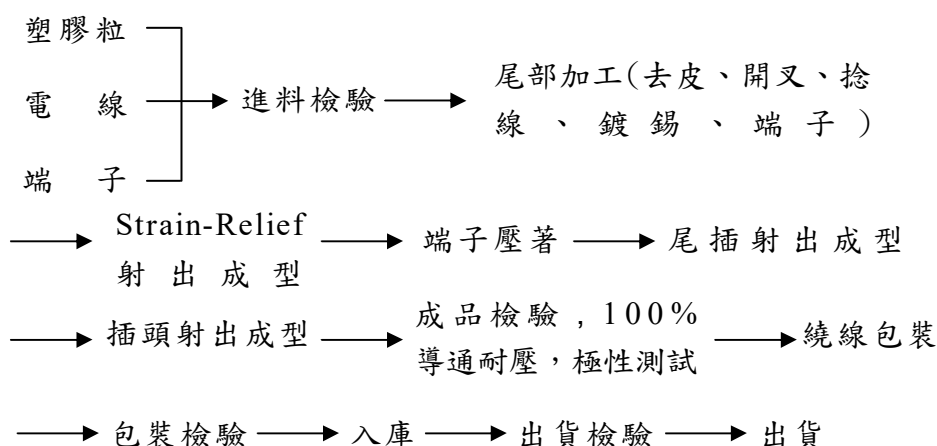 塑膠粒
電線
端子
進料檢驗
尾部加工(去皮、開叉、捻
線、鍍錫、端子)
Strain-Relief
射出成型
端子壓著
尾插射出成型
插頭射出成型
成品檢驗，100%
導通耐壓，極性測試
繞線包裝
包裝檢驗
入庫
出貨檢驗
出貨